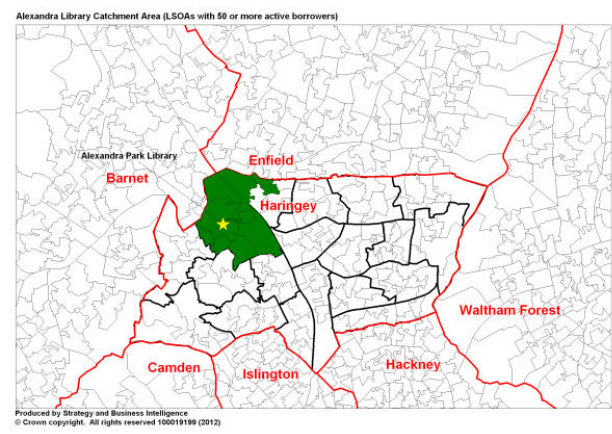 Alexandra Library Catchment Area (LSOAs with 50 or more active borrowers)
Alexandra Park Library
Enfield
Barnet
Haringey
Waltham Forest
Camden
Hackney
Islington
Produced by Strategy and Business Intelligence
© Crown copyright. All rights reserved 100019199 (2012)